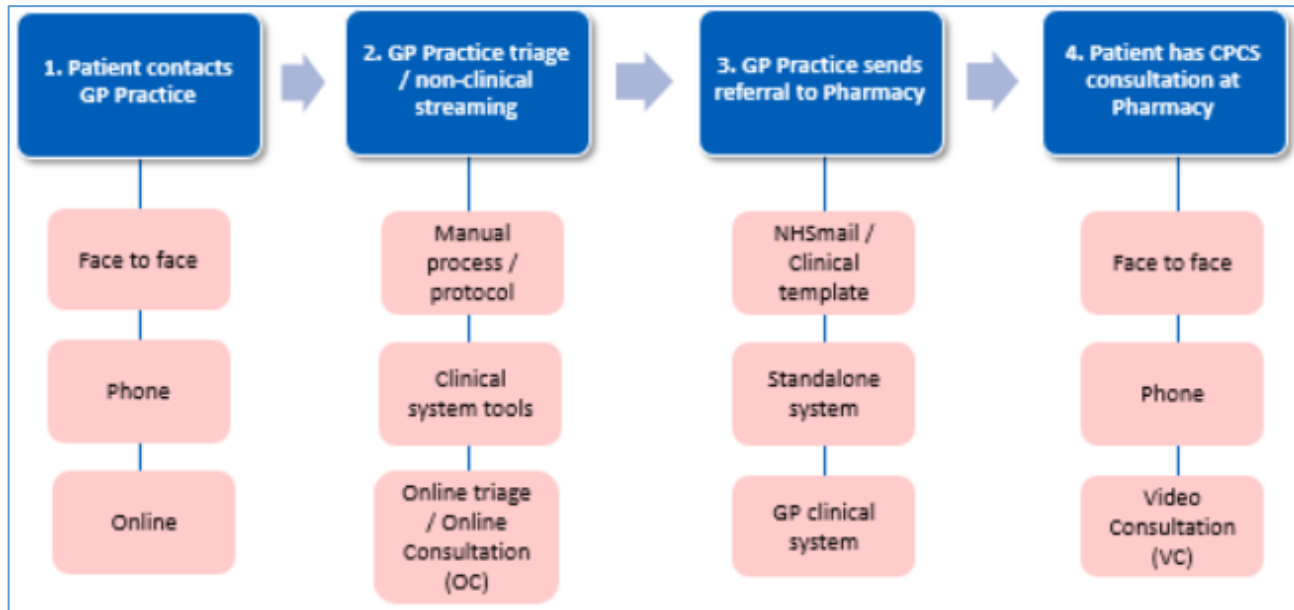 1. Patient contacts
GP Practice
2. GP Practice triage
/ non-clinical
streaming
3. GP Practice sends
referral to Pharmacy
4. Patient has CPCS
consultation at
Pharmacy
Face to face
Phone
Online
Manual
process /
protocol
Clinical
system tools
Online triage
/ Online
Consultation
(OC)
NHSmail /
Clinical
template
Standalone
system
GP clinical
system
Face to face
Phone
Video
Consultation
(VC)